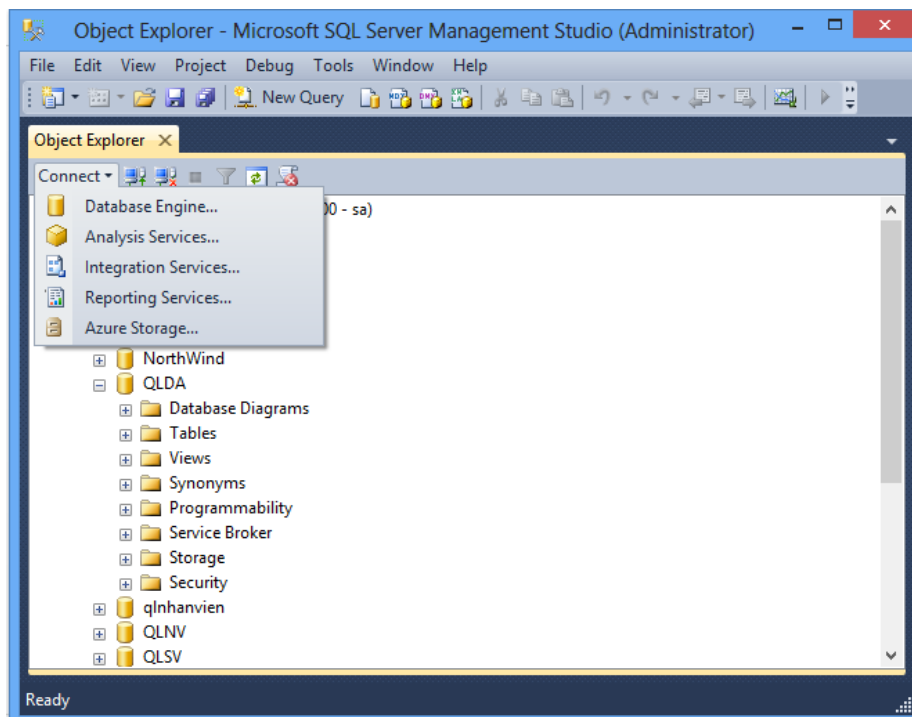 Object Explorer - Microsoft SQL Server Management Studio (Administrator)
File Edit View Project Debug Tools Window Help
New Query
Object Explorer
Connect
Database Engine...
00 - sa)
Analysis Services...
Integration Services...
Reporting Services...
Azure Storage...
NorthWind
QLDA
Database Diagrams
Tables
Views
Synonyms
Programmability
Service Broker
Storage
Security
qlnhanvien
QLNV
QLSV
Ready